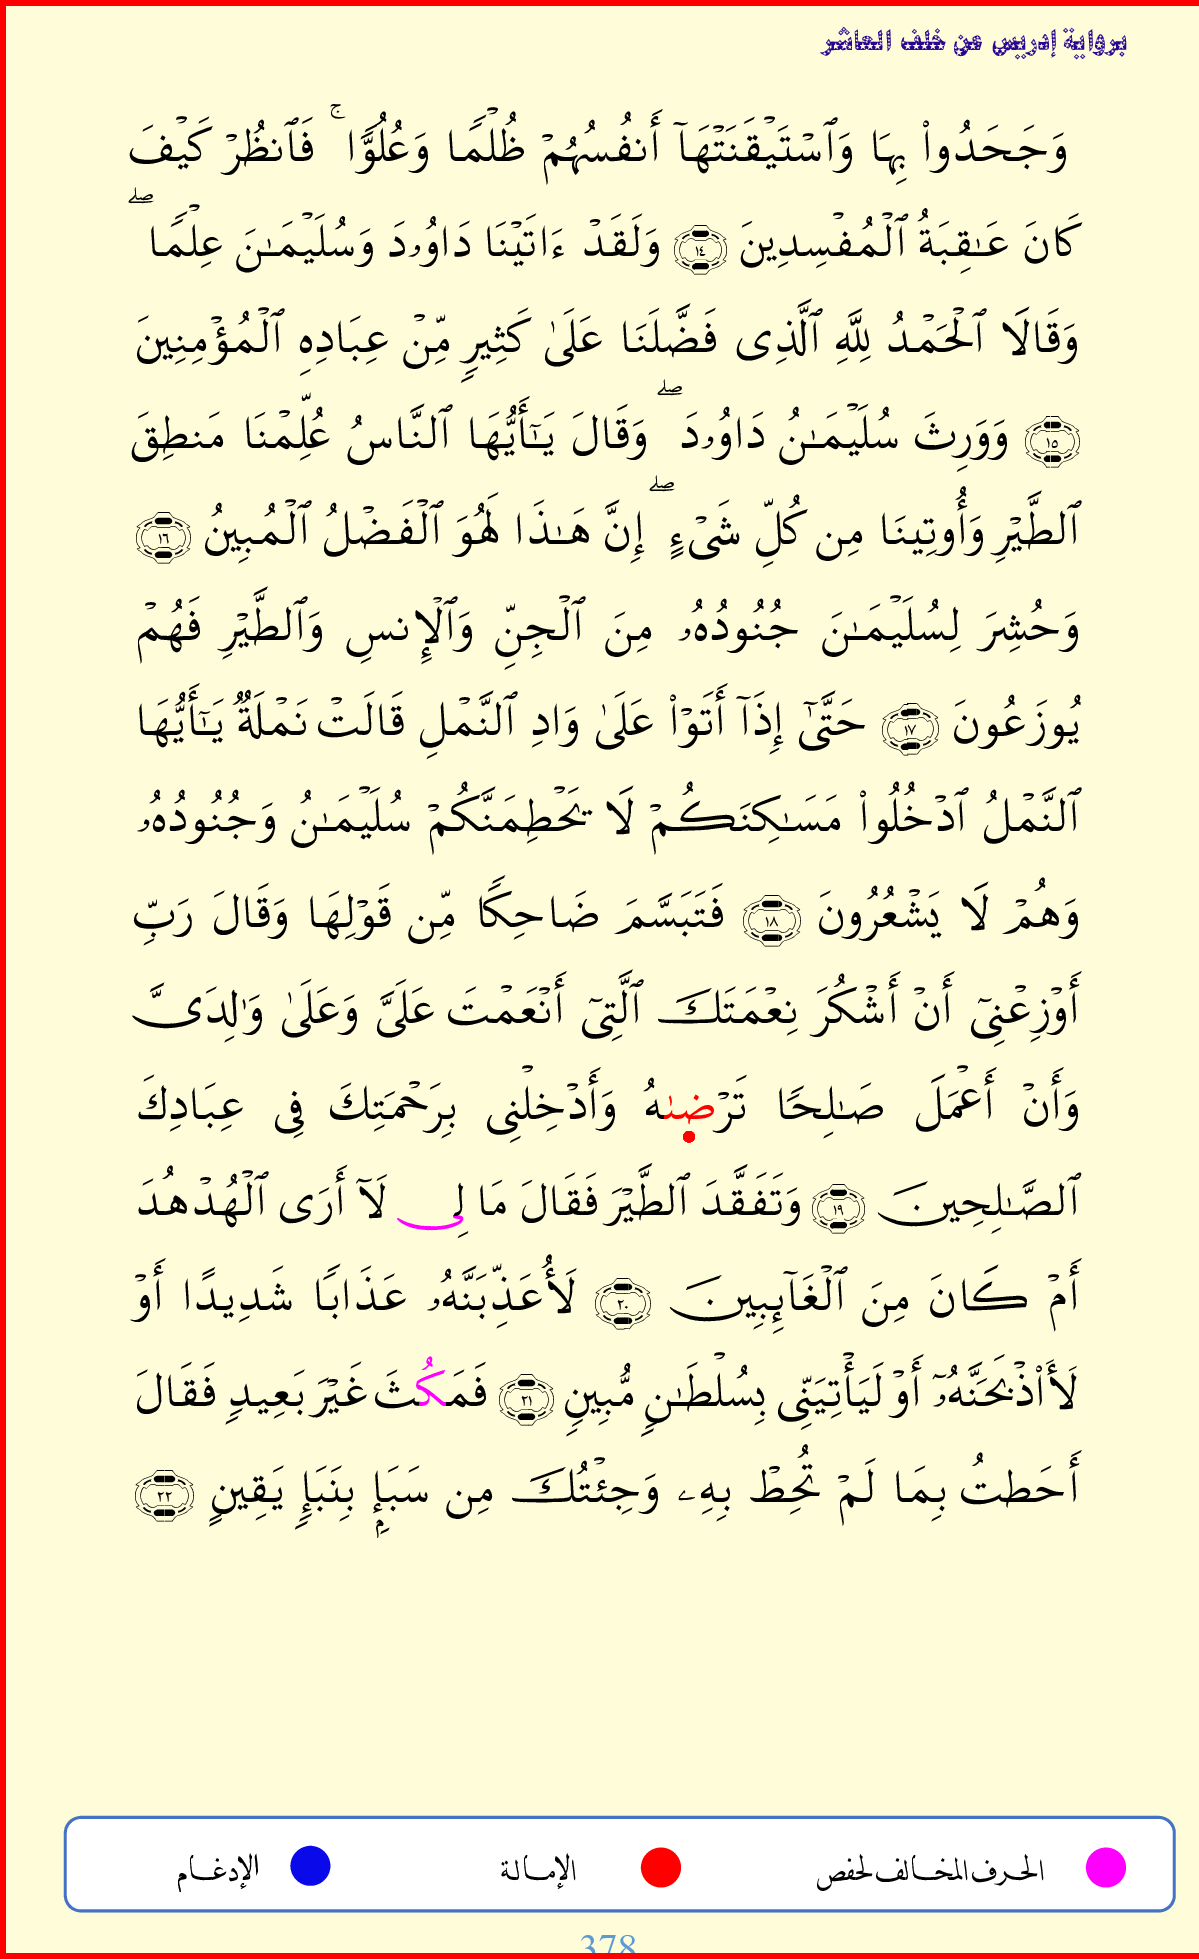 برواية إدريس عن خلف العاشر
وَجَحَدُوا۟ بِهَا وَٱسْتَيْقَنَتْهَآ أَنفُسُهُمْ ظُلْمًا وَعُلُوًّا ۚ فَٱنظُرْ كَيْفَ
كَانَ عَـٰقِبَةُ ٱلْمُفْسِدِينَ ١٤ وَلَقَدْ ءَاتَيْنَا دَاوُۥدَ وَسُلَيْمَـٰنَ عِلْمًا ۖ
وَقَالَا ٱلْحَمْدُ لِلَّهِ ٱلَّذِى فَضَّلَنَا عَلَىٰ كَثِيرٍ مِّنْ عِبَادِهِ ٱلْمُؤْمِنِينَ
١٥ وَوَرِثَ سُلَيْمَـٰنُ دَاوُۥدَ ۖ وَقَالَ يَـٰٓأَيُّهَا ٱلنَّاسُ عُلِّمْنَا مَنطِقَ
ٱلطَّيْرِ وَأُوتِينَا مِن كُلِّ شَىْءٍ ۖ إِنَّ هَـٰذَا لَهُوَ ٱلْفَضْلُ ٱلْمُبِينُ ١٦
وَحُشِرَ لِسُلَيْمَـٰنَ جُنُودُهُۥ مِنَ ٱلْجِنِّ وَٱلْإِنسِ وَٱلطَّيْرِ فَهُمْ
يُوزَعُونَ ١٧ حَتَّىٰٓ إِذَآ أَتَوْا۟ عَلَىٰ وَادِ ٱلنَّمْلِ قَالَتْ نَمْلَةٌ يَـٰٓأَيُّهَا
ٱلنَّمْلُ ٱدْخُلُوا۟ مَسَـٰكِنَكُمْ لَا يَحْطِمَنَّكُمْ سُلَيْمَـٰنُ وَجُنُودُهُۥ
وَهُمْ لَا يَشْعُرُونَ ١٨ فَتَبَسَّمَ ضَاحِكًا مِّن قَوْلِهَا وَقَالَ رَبِّ
أَوْزِعْنِىٓ أَنْ أَشْكُرَ نِعْمَتَكَ ٱلَّتِىٓ أَنْعَمْتَ عَلَىَّ وَعَلَىٰ وَٰلِدَىَّ
وَأَنْ أَعْمَلَ صَـٰلِحًا تَرْضٜىٰهُ وَأَدْخِلْنِى بِرَحْمَتِكَ فِى عِبَادِكَ
ٱلصَّـٰلِحِينَ ١٩ وَتَفَقَّدَ ٱلطَّيْرَ فَقَالَ مَا لِى لَآ أَرَى ٱلْهُدْهُدَ
أَمْ كَانَ مِنَ ٱلْغَآئِبِينَ ٢٠ لَأُعَذِّبَنَّهُۥ عَذَابًا شَدِيدًا أَوْ
لَأَا۟ذْبَحَنَّهُۥٓ أَوْ لَيَأْتِيَنِّى بِسُلْطَـٰنٍ مُّبِينٍ ٢١ فَمَكُثَ غَيْرَ بَعِيدٍ فَقَالَ
أَحَطتُ بِمَا لَمْ تُحِطْ بِهِۦ وَجِئْتُكَ مِن سَبَإٍۭ بِنَبَإٍ يَقِينٍ ٢٢
الحرف المخالف لحفص الإمالة الإدغام
378